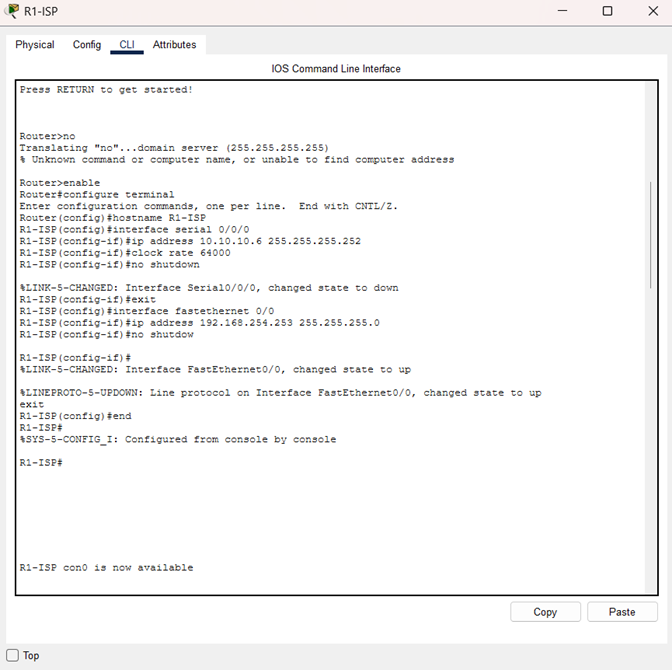 R1-ISP
Physical Config CLI Attributes
IOS Command Line Interface
Press RETURN to get started!
Router>no
Translating "no"...domain server (255.255.255.255)
% Unknown command or computer name, or unable to find computer address
Router>enable
Router#configure terminal
Enter configuration commands, one per line.  End with CNTL/Z.
Router(config)#hostname R1-ISP
R1-ISP(config)#interface serial 0/0/0
R1-ISP(config-if)#ip address 10.10.10.6 255.255.255.252
R1-ISP(config-if)#clock rate 64000
R1-ISP(config-if)#no shutdown
%LINK-5-CHANGED: Interface Serial0/0/0, changed state to down
R1-ISP(config-if)#exit
R1-ISP(config)#interface fastethernet 0/0
R1-ISP(config-if)#ip address 192.168.254.253 255.255.255.0
R1-ISP(config-if)#no shutdow
R1-ISP(config-if)#
%LINK-5-CHANGED: Interface FastEthernet0/0, changed state to up
%LINEPROTO-5-UPDOWN: Line protocol on Interface FastEthernet0/0, changed state to up
exit
R1-ISP(config)#end
R1-ISP#
%SYS-5-CONFIG_I: Configured from console by console
R1-ISP#
R1-ISP con0 is now available
Copy Paste
Top